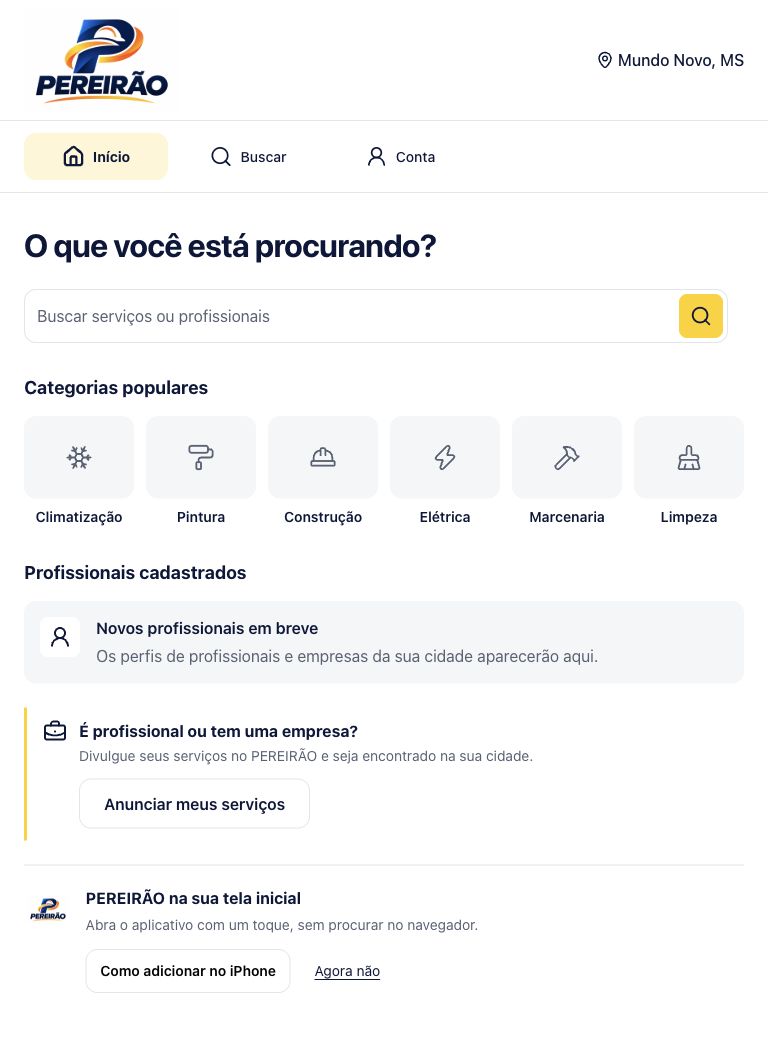 PEREIRÃO
Mundo Novo, MS
Início
Buscar
Conta
O que você está procurando?
Buscar serviços ou profissionais
Categorias populares
Climatização
Pintura
Construção
Elétrica
Marcenaria
Limpeza
Profissionais cadastrados
Novos profissionais em breve
Os perfis de profissionais e empresas da sua cidade aparecerão aqui.
É profissional ou tem uma empresa?
Divulgue seus serviços no PEREIRÃO e seja encontrado na sua cidade.
Anunciar meus serviços
PEREIRÃO
PEREIRÃO na sua tela inicial
Abra o aplicativo com um toque, sem procurar no navegador.
Como adicionar no iPhone
Agora não